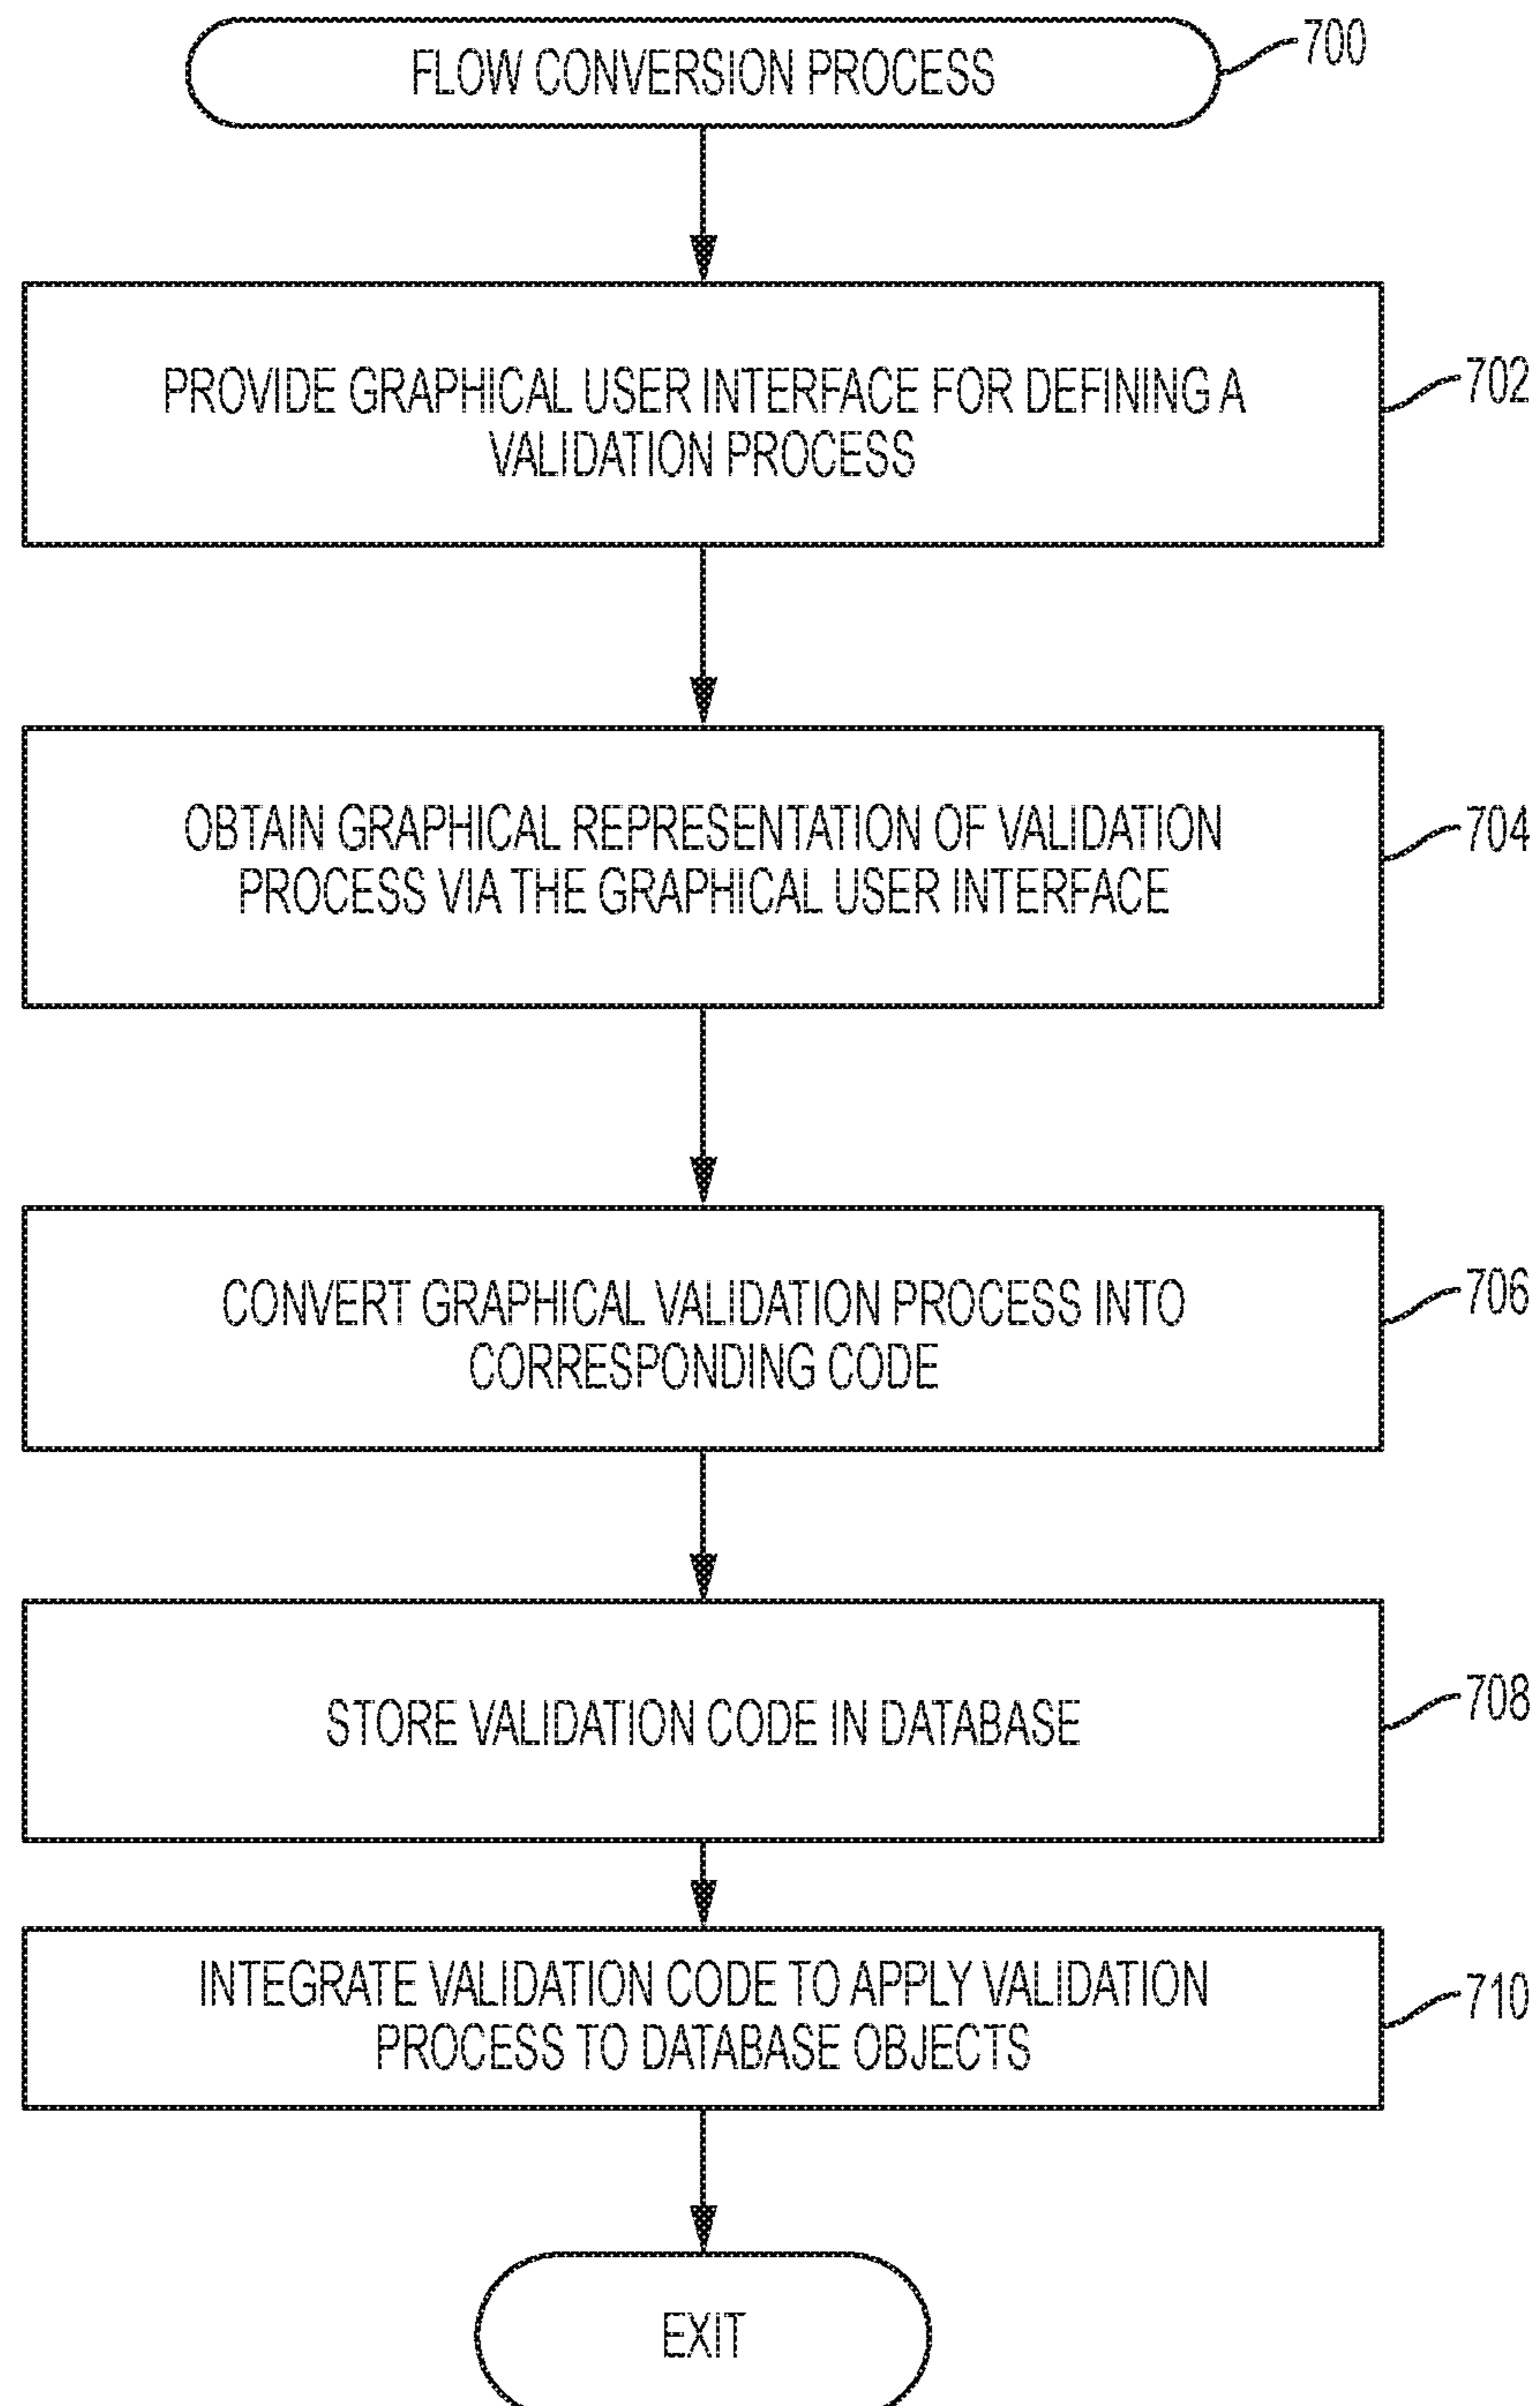 FLOW CONVERSION PROCESS
700
PROVIDE GRAPHICAL USER INTERFACE FOR DEFINING A
VALIDATION PROCESS
702
OBTAIN GRAPHICAL REPRESENTATION OF VALIDATION
PROCESS VIA THE GRAPHICAL USER INTERFACE
704
CONVERT GRAPHICAL VALIDATION PROCESS INTO
CORRESPONDING CODE
706
STORE VALIDATION CODE IN DATABASE
708
INTEGRATE VALIDATION CODE TO APPLY VALIDATION
PROCESS TO DATABASE OBJECTS
710
EXIT